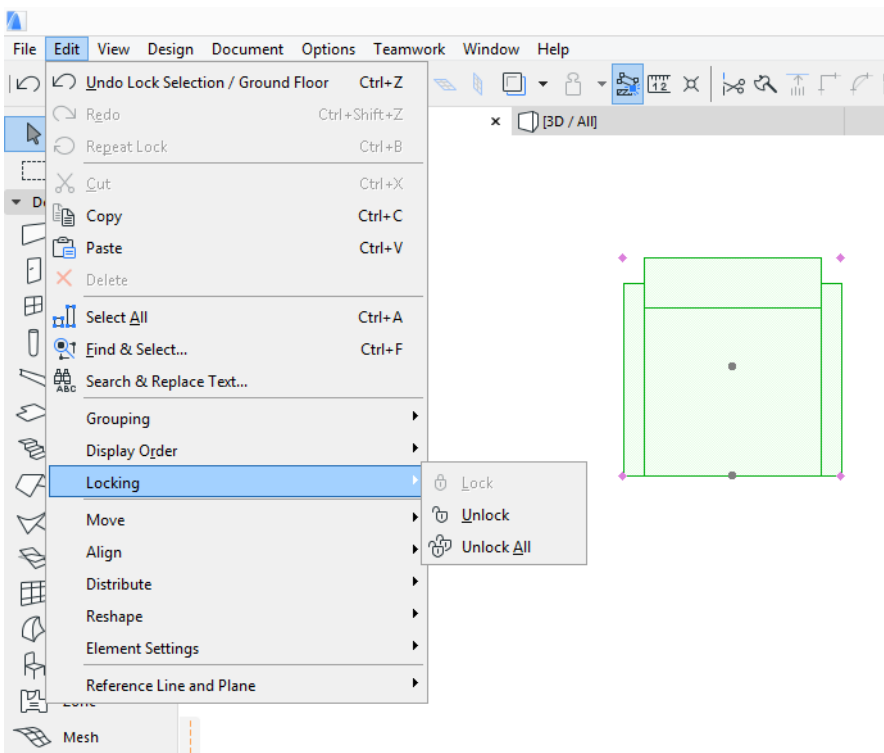 File Edit View Design Document Options Teamwork Window Help
Undo Lock Selection / Ground Floor Ctrl+Z
Redo Ctrl+Shift+Z
Repeat Lock Ctrl+B
Cut Ctrl+X
Copy Ctrl+C
Paste Ctrl+V
Delete
Select All Ctrl+A
Find & Select... Ctrl+F
ABC
Search & Replace Text...
Grouping
Display Order
Locking
Move
Align
Distribute
Reshape
Element Settings
Reference Line and Plane
Lock
Unlock
Unlock All
12
[3D / All]
Mesh